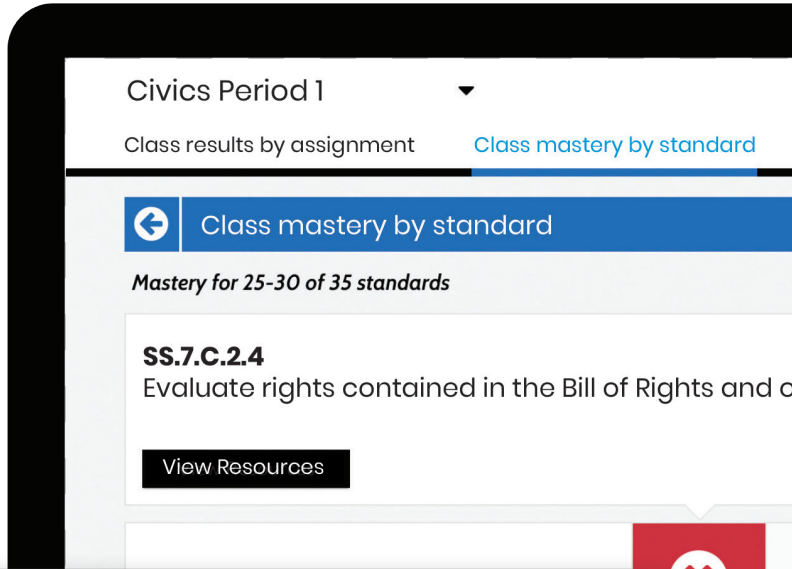 Civics Period 1
Class results by assignment Class mastery by standard
Class mastery by standard
Mastery for 25-30 of 35 standards
SS.7.C.2.4
Evaluate rights contained in the Bill of Rights and
View Resources